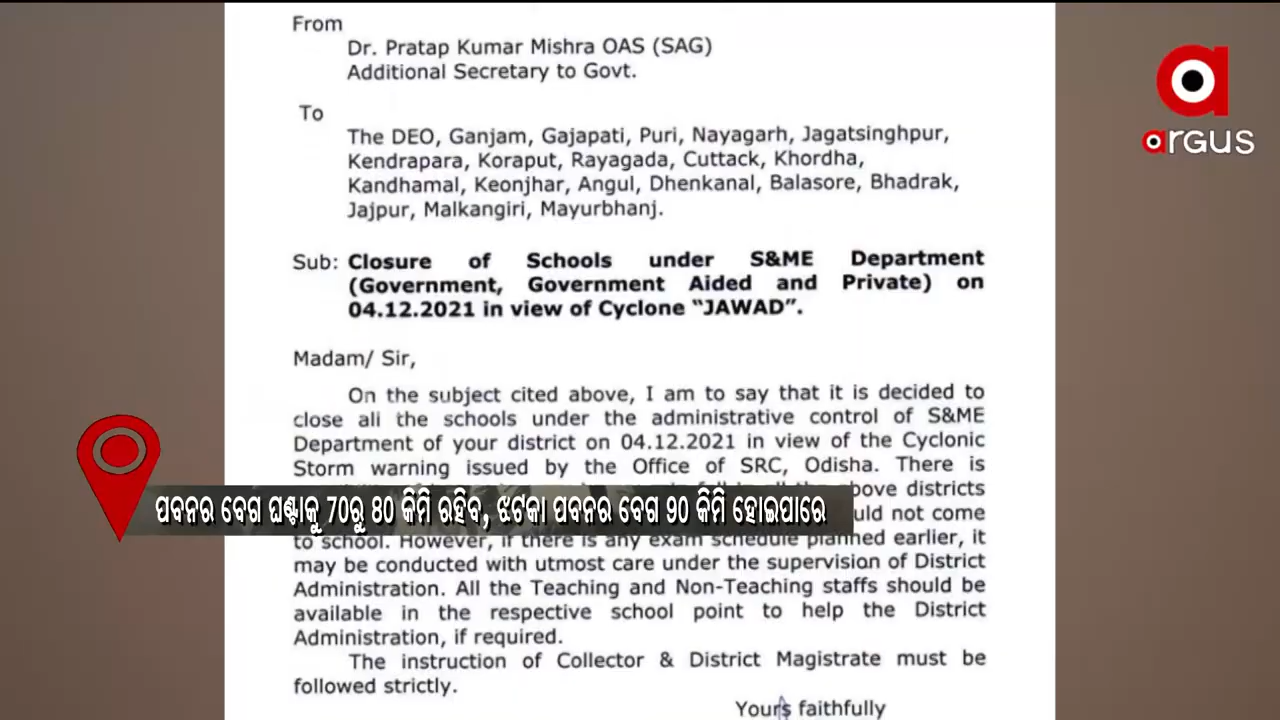 From
Dr. Pratap Kumar Mishra OAS (SAG)
Additional Secretary to Govt.
To
The DEO, Ganjam, Gajapati, Puri, Nayagarh, Jagatsinghpur,
Kendrapara, Koraput, Rayagada, Cuttack, Khordha,
Kandhamal, Keonjhar, Angul, Dhenkanal, Balasore, Bhadrak,
Jajpur, Malkangiri, Mayurbhanj.
Sub: Closure of Schools under S&ME Department
(Government, Government Aided and Private) on
04.12.2021 in view of Cyclone “JAWAD”.
Madam/ Sir,
On the subject cited above, I am to say that it is decided to
close all the schools under the administrative control of S&ME
Department of your district on 04.12.2021 in view of the Cyclonic
Storm warning issued by the Office of SRC, Odisha. There is
districts
not come
to school. However, if there is any exam schedule planned earlier, it
may be conducted with utmost care under the supervision of District
Administration. All the Teaching and Non-Teaching staffs should be
available in the respective school point to help the District
Administration, if required.
The instruction of Collector & District Magistrate must be
followed strictly.
Yours faithfully
ପବନର ବେଗ ଘଣ୍ଟାକୁ 70ରୁ 80 କିମି ରହିବ, ଝଟକା ପବନର ବେଗ 90 କିମି ହୋଇପାରେ
argus